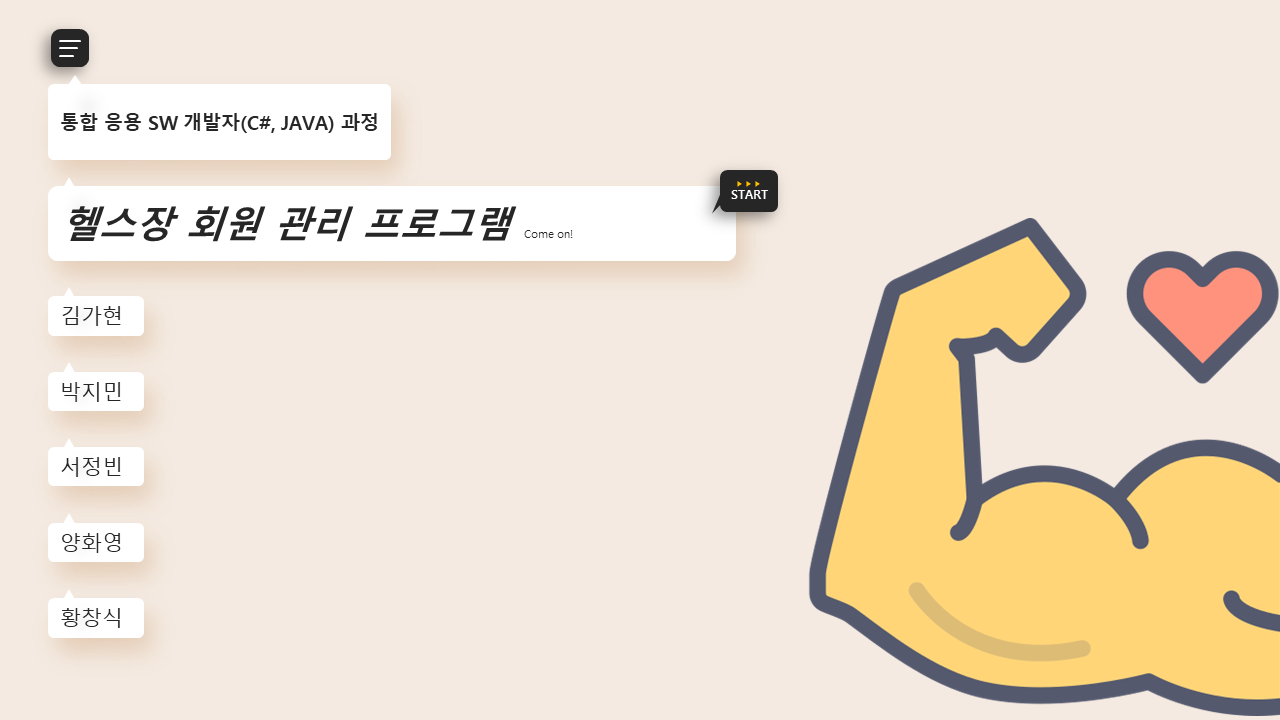 통합 응용 SW 개발자(C#, JAVA) 과정
START
헬스장 회원 관리 프로그램 Come on!
김가현
박지민
서정빈
양화영
황창식